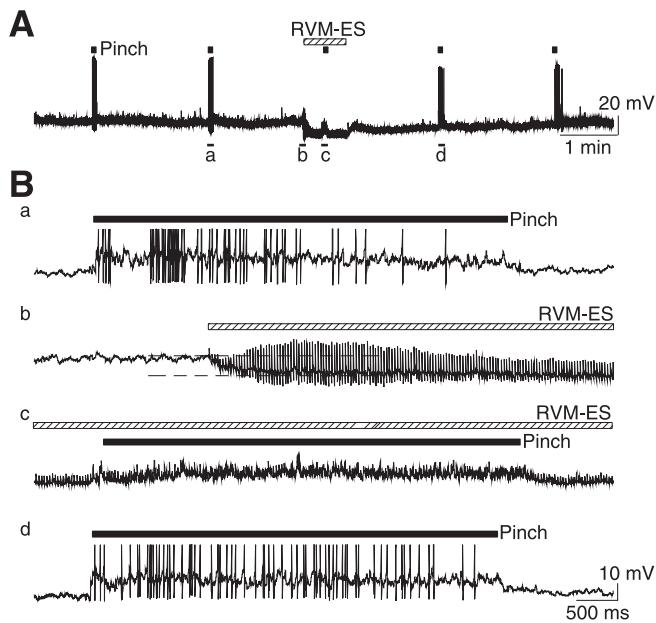 A
RVM-ES
Pinch
20 mV
1 min
a b c d
B
a
Pinch
b
RVM-ES
c
RVM-ES
Pinch
d
Pinch
10 mV
500 ms